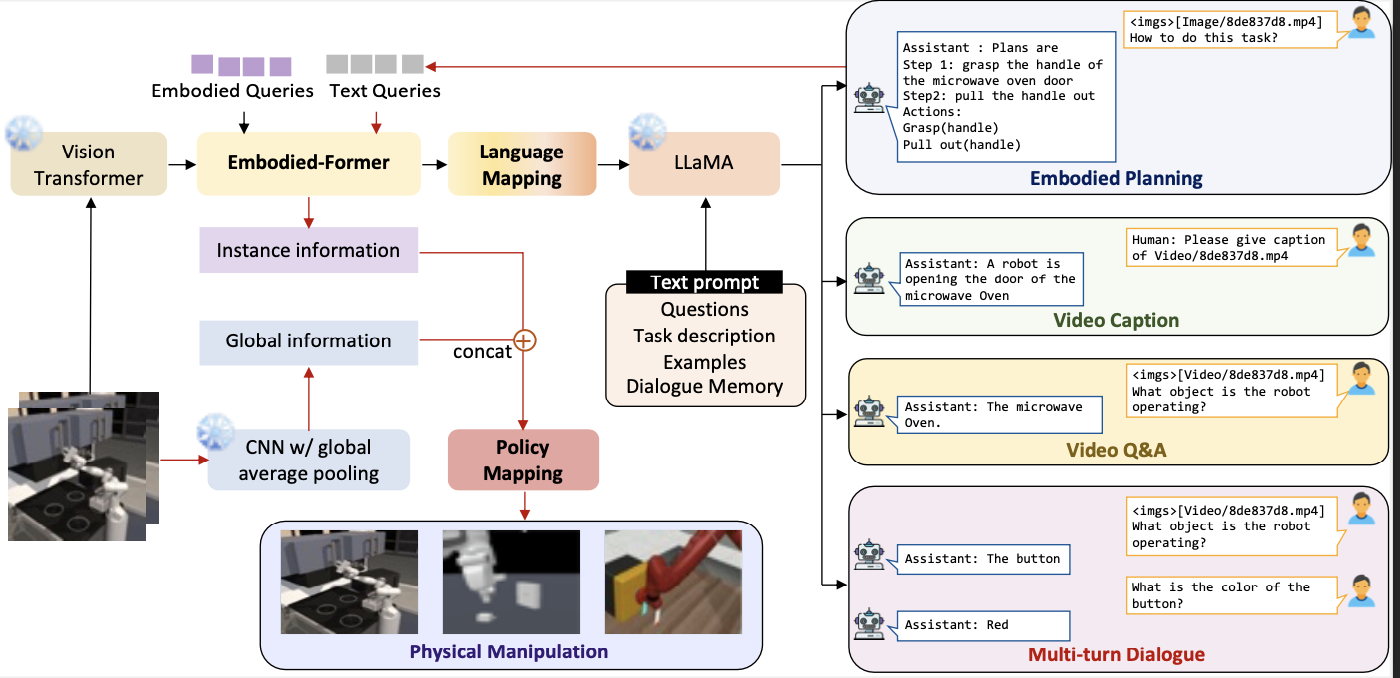 Embodied Queries
Text Queries
Vision
Transformer
Embodied-Former
Language
Mapping
LLaMA
Instance information
Global information
concat
Text prompt
Questions
Task description
Examples
Dialogue Memory
CNN w/ global
average pooling
Policy
Mapping
Physical Manipulation
<imgs>[Image/8de837d8.mp4]
How to do this task?
Assistant : Plans are
Step 1: grasp the handle of
the microwave oven door
Step2: pull the handle out
Actions:
Grasp(handle)
Pull out(handle)
Embodied Planning
Human: Please give caption
of Video/8de837d8.mp4
Assistant: A robot is
opening the door of the
microwave Oven
Video Caption
<imgs>[Video/8de837d8.mp4]
What object is the robot
operating?
Assistant: The microwave
Oven.
Video Q&A
<imgs>[Video/8de837d8.mp4]
What object is the robot
operating?
Assistant: The button
What is the color of the
button?
Assistant: Red
Multi-turn Dialogue